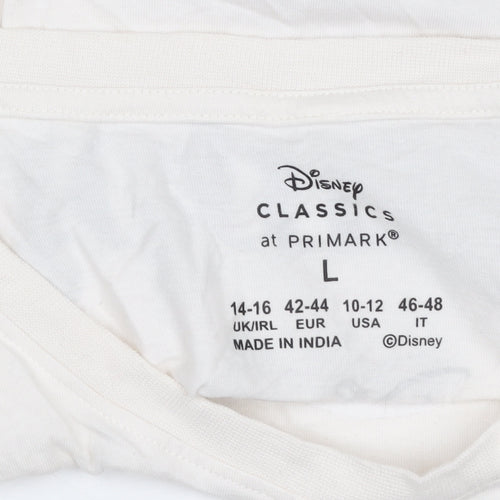 Disney
CLASSICS
at PRIMARK®
L
14-16 42-44 10-12 46-48
UK/IRL EUR USA IT
MADE IN INDIA ©Disney